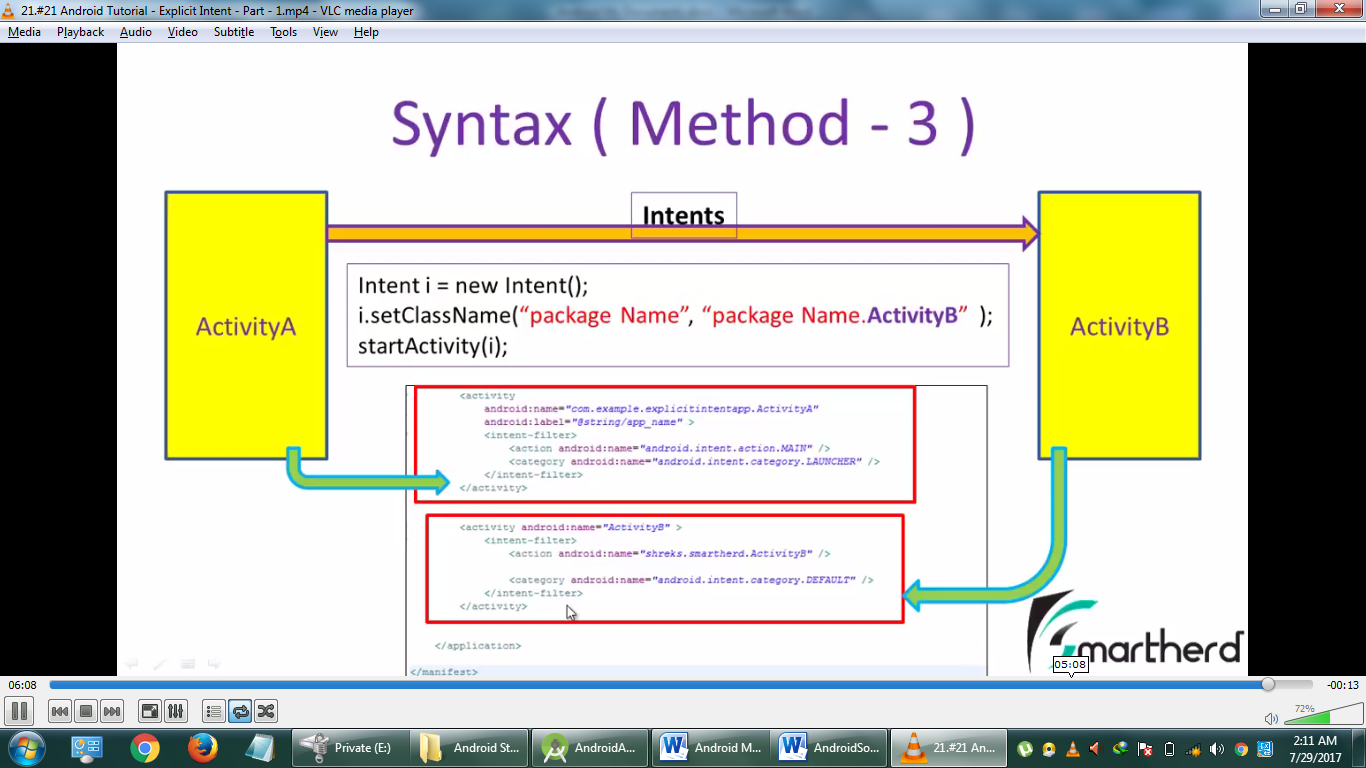 21.#21 Android Tutorial - Explicit Intent - Part - 1.mp4 - VLC media player
Media Playback Audio Video Subtitle Tools View Help
Syntax ( Method - 3 )
Intents
ActivityA
Intent i = new Intent();
i.setClassName(“package Name”, “package Name.ActivityB” );
startActivity(i);
ActivityB
<activity
android:name="com.example.explicitintentapp.ActivityA"
android:label="@string/app_name" >
<intent-filter>
<action android:name="android.intent.action.MAIN" />
<category android:name="android.intent.category.LAUNCHER" />
</intent-filter>
</activity>
<activity android:name="ActivityB" >
<intent-filter>
<action android:name="shreks.smartherd.ActivityB" />
<category android:name="android.intent.category.DEFAULT" />
</intent-filter>
</activity>
</application>
</manifest>
Smartherd
05:08
06:08
-00:13
72%
Private (E:)
Android St...
AndroidA...
Android M...
AndroidSo...
21.#21 An...
2:11 AM
7/29/2017